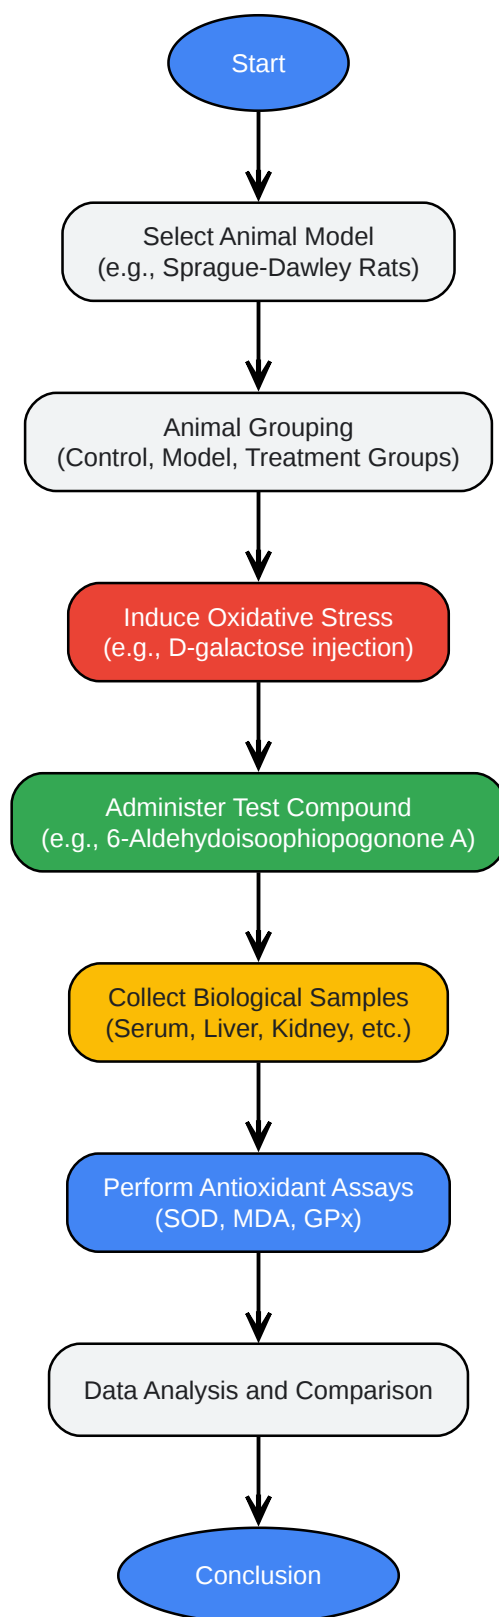 Start
Select Animal Model
(e.g., Sprague-Dawley Rats)
Animal Grouping
(Control, Model, Treatment Groups)
Induce Oxidative Stress
(e.g., D-galactose injection)
Administer Test Compound
(e.g., 6-Aldehydoisoophiopogonone A)
Collect Biological Samples
(Serum, Liver, Kidney, etc.)
Perform Antioxidant Assays
(SOD, MDA, GPx)
Data Analysis and Comparison
Conclusion